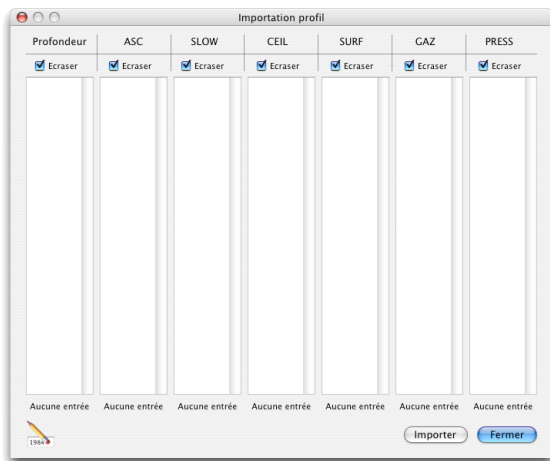 Importation profil
Profondeur ASC SLOW CEIL SURF GAZ PRESS
Ecraser Ecraser Ecraser Ecraser Ecraser Ecraser Ecraser
Aucune entrée Aucune entrée Aucune entrée Aucune entrée Aucune entrée Aucune entrée Aucune entrée
1984
Importer Fermer